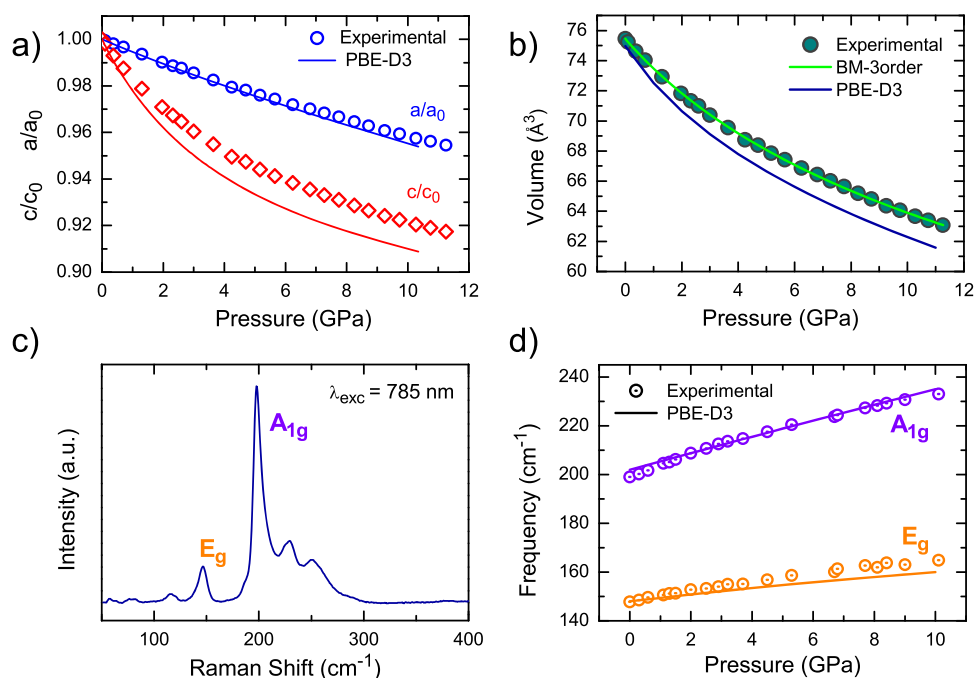 a)
a/a₀
c/c₀
1.00
0.98
0.96
0.94
0.92
0.90
Experimental
PBE-D3
a/a₀
c/c₀
0 2 4 6 8 10 12
Pressure (GPa)
b)
Volume (Å³)
76
74
72
70
68
66
64
62
60
Experimental
BM-3order
PBE-D3
0 2 4 6 8 10 12
Pressure (GPa)
c)
Intensity (a.u.)
λexc = 785 nm
A1g
Eg
100 200 300 400
Raman Shift (cm⁻¹)
d)
Frequency (cm⁻¹)
240
220
200
180
160
140
Experimental
PBE-D3
A1g
Eg
0 2 4 6 8 10
Pressure (GPa)